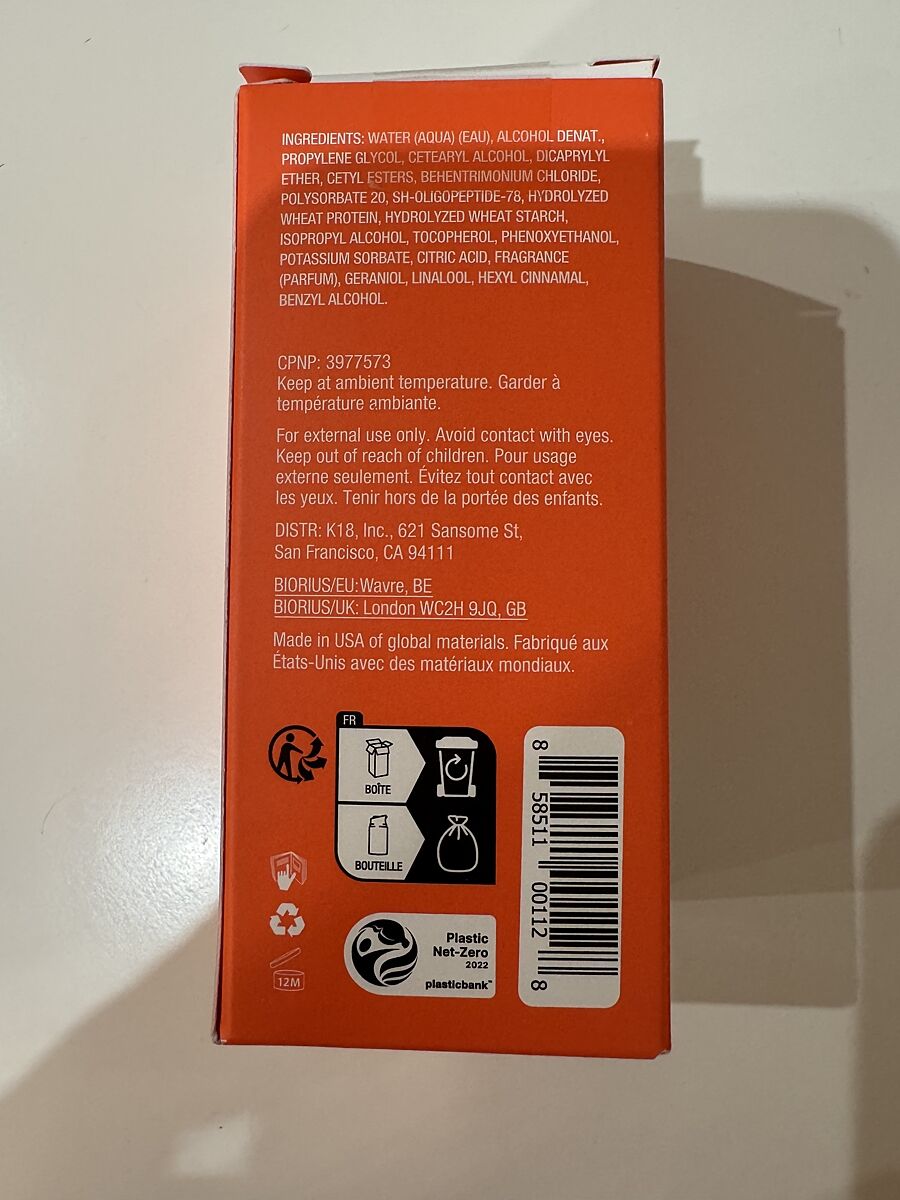 INGREDIENTS: WATER (AQUA) (EAU), ALCOHOL DENAT.,
PROPYLENE GLYCOL, CETEARYL ALCOHOL, DICAPRYLYL
ETHER, CETYL ESTERS, BEHENTRIMONIUM CHLORIDE,
POLYSORBATE 20, SH-OLIGOPEPTIDE-78, HYDROLYZED
WHEAT PROTEIN, HYDROLYZED WHEAT STARCH,
ISOPROPYL ALCOHOL, TOCOPHEROL, PHENOXYETHANOL,
POTASSIUM SORBATE, CITRIC ACID, FRAGRANCE
(PARFUM), GERANIOL, LINALOOL, HEXYL CINNAMAL,
BENZYL ALCOHOL.
CPNP: 3977573
Keep at ambient temperature. Garder à
température ambiante.
For external use only. Avoid contact with eyes.
Keep out of reach of children. Pour usage
externe seulement. Évitez tout contact avec
les yeux. Tenir hors de la portée des enfants.
DISTR: K18, Inc., 621 Sansome St,
San Francisco, CA 94111
BIORIUS/EU:Wavre, BE
BIORIUS/UK: London WC2H 9JQ, GB
Made in USA of global materials. Fabriqué aux
États-Unis avec des matériaux mondiaux.
FR
BOÎTE
BOUTEILLE
12M
Plastic
Net-Zero
2022
plasticbank™
8 58511 00112 8